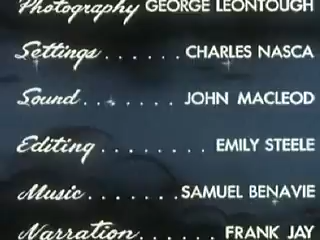 Photography GEORGE LEONTOUGH
Settings...... CHARLES NASCA
Sound....... JOHN MACLEOD
Editing ........ EMILY STEELE
Music.......SAMUEL BENAVIE
Narration...... FRANK JAY